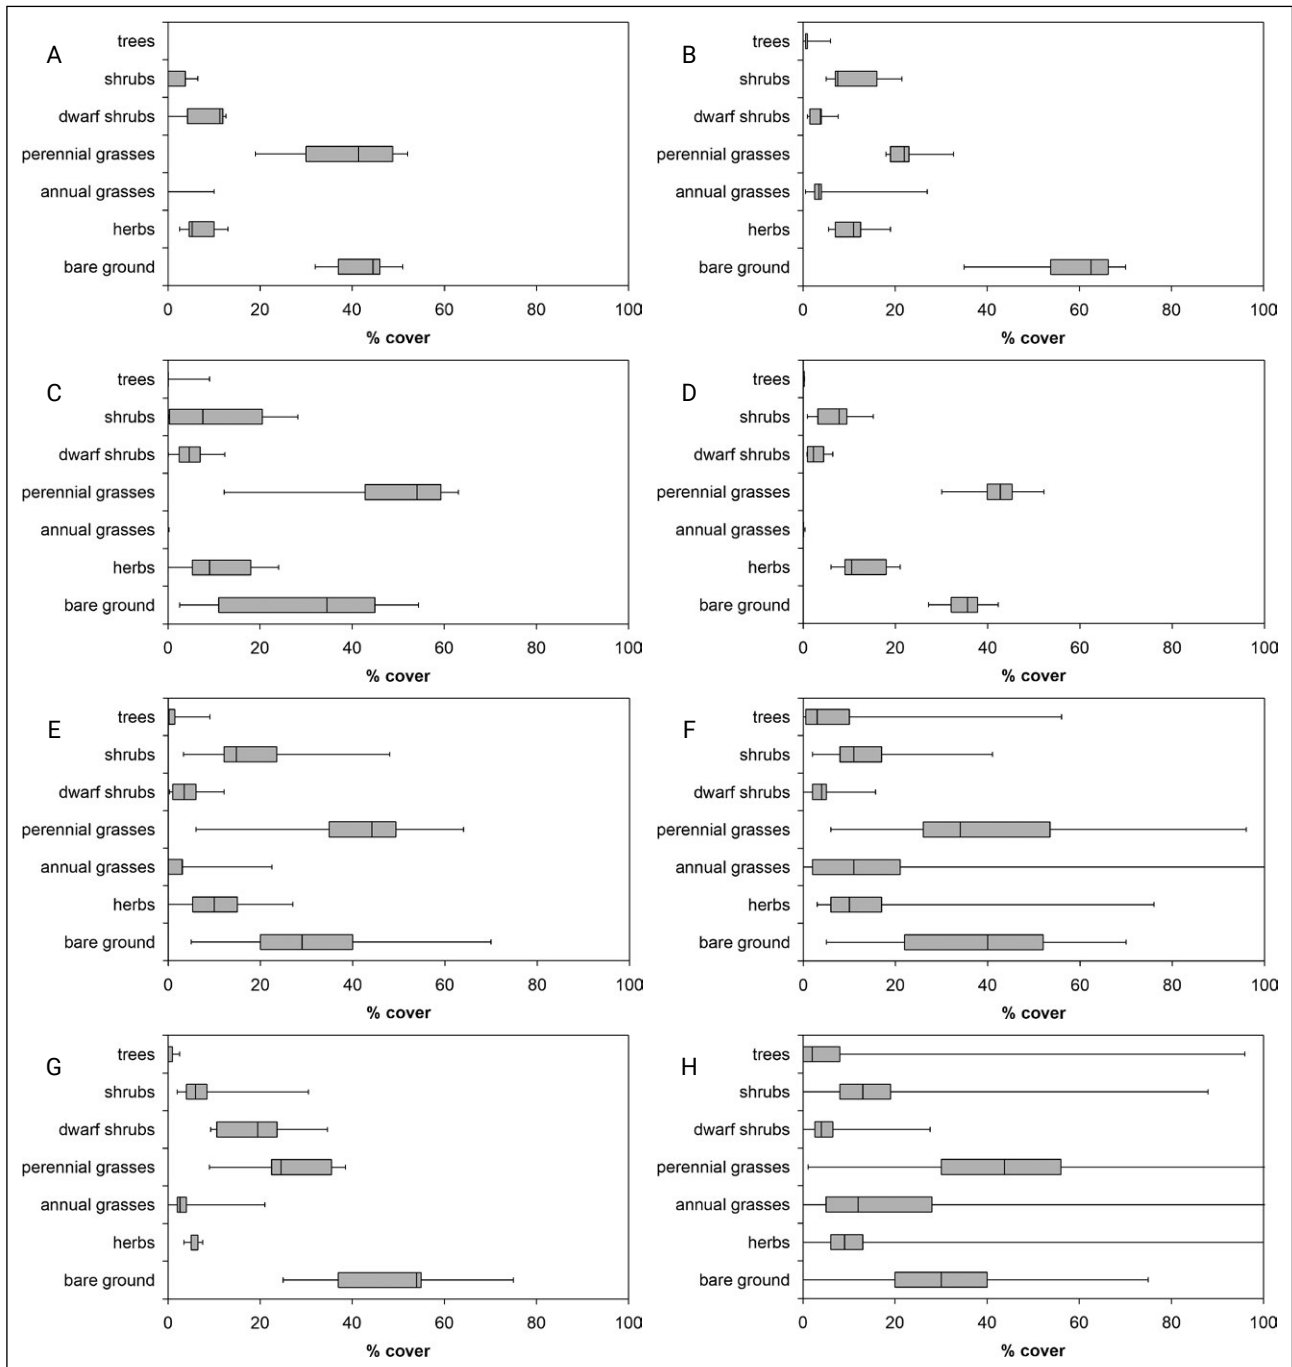 A
trees
shrubs
dwarf shrubs
perennial grasses
annual grasses
herbs
bare ground
0 20 40 60 80 100
% cover
B
trees
shrubs
dwarf shrubs
perennial grasses
annual grasses
herbs
bare ground
0 20 40 60 80 100
% cover
C
trees
shrubs
dwarf shrubs
perennial grasses
annual grasses
herbs
bare ground
0 20 40 60 80 100
% cover
D
trees
shrubs
dwarf shrubs
perennial grasses
annual grasses
herbs
bare ground
0 20 40 60 80 100
% cover
E
trees
shrubs
dwarf shrubs
perennial grasses
annual grasses
herbs
bare ground
0 20 40 60 80 100
% cover
F
trees
shrubs
dwarf shrubs
perennial grasses
annual grasses
herbs
bare ground
0 20 40 60 80 100
% cover
G
trees
shrubs
dwarf shrubs
perennial grasses
annual grasses
herbs
bare ground
0 20 40 60 80 100
% cover
H
trees
shrubs
dwarf shrubs
perennial grasses
annual grasses
herbs
bare ground
0 20 40 60 80 100
% cover